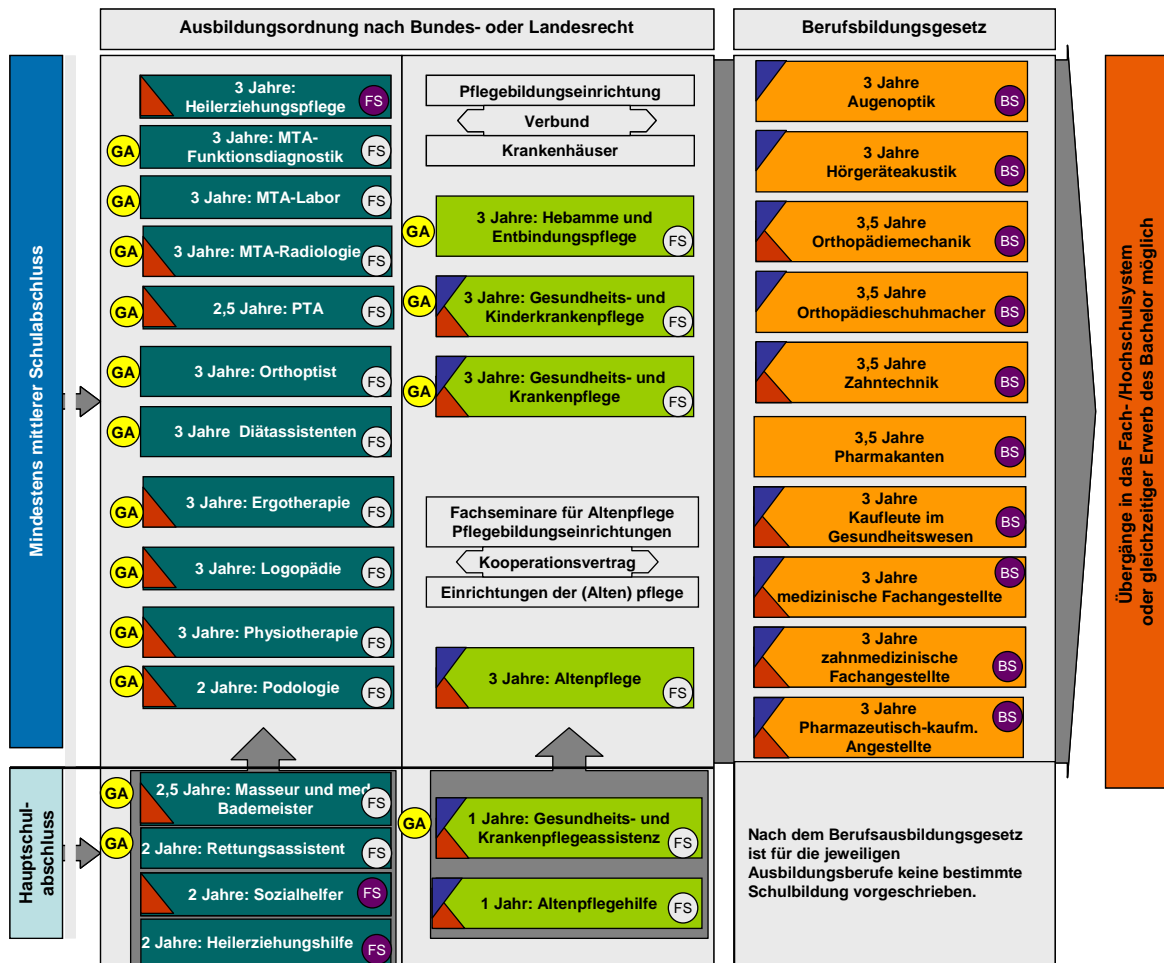 Ausbildungsordnung nach Bundes- oder Landesrecht
Berufsbildungsgesetz
Mindestens mittlerer Schulabschluss
3 Jahre:
Heilerziehungspflege
FS
GA
3 Jahre: MTA-
Funktionsdiagnostik
FS
GA
3 Jahre: MTA-Labor
FS
GA
3 Jahre: MTA-Radiologie
FS
GA
2,5 Jahre: PTA
FS
GA
3 Jahre: Orthoptist
FS
GA
3 Jahre Diätassistenten
FS
GA
3 Jahre: Ergotherapie
FS
GA
3 Jahre: Logopädie
FS
GA
3 Jahre: Physiotherapie
FS
GA
2 Jahre: Podologie
FS
Pflegebildungseinrichtung
Verbund
Krankenhäuser
GA
3 Jahre: Hebamme und
Entbindungspflege
FS
GA
3 Jahre: Gesundheits- und
Kinderkrankenpflege
FS
GA
3 Jahre: Gesundheits- und
Krankenpflege
FS
Fachseminare für Altenpflege
Pflegebildungseinrichtungen
Kooperationsvertrag
Einrichtungen der (Alten) pflege
3 Jahre: Altenpflege
FS
3 Jahre
Augenoptik
BS
3 Jahre
Hörgeräteakustik
BS
3,5 Jahre
Orthopädiemechanik
BS
3,5 Jahre
Orthopädieschuhmacher
BS
3,5 Jahre
Zahntechnik
BS
3,5 Jahre
Pharmakanten
BS
3 Jahre
Kaufleute im
Gesundheitswesen
BS
3 Jahre
medizinische Fachangestellte
BS
3 Jahre
zahnmedizinische
Fachangestellte
BS
3 Jahre
Pharmazeutisch-kaufm.
Angestellte
BS
Übergänge in das Fach- /Hochschulsystem
oder gleichzeitiger Erwerb des Bachelor möglich
Hauptschul-
abschluss
GA
2,5 Jahre: Masseur und med
Bademeister
FS
GA
2 Jahre: Rettungsassistent
FS
2 Jahre: Sozialhelfer
FS
2 Jahre: Heilerziehungshilfe
FS
GA
1 Jahre: Gesundheits- und
Krankenpflegeassistenz
FS
1 Jahr: Altenpflegehilfe
FS
Nach dem Berufsausbildungsgesetz
ist für die jeweiligen
Ausbildungsberufe keine bestimmte
Schulbildung vorgeschrieben.